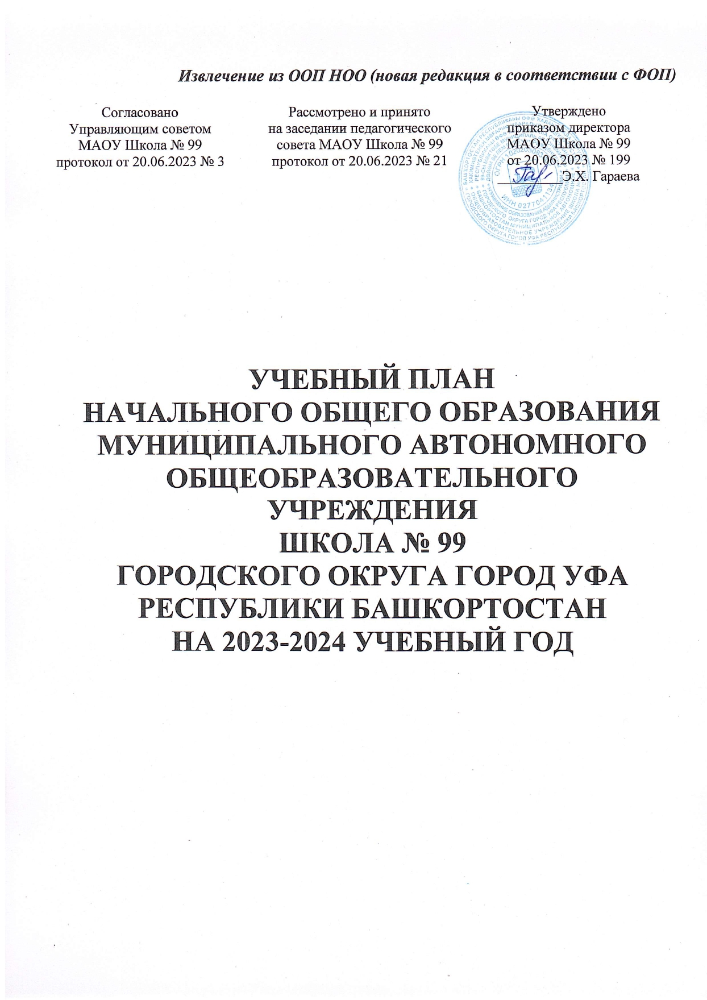 Извлечение из ООП НОО (новая редакция в соответствии с ФОП)
Согласовано
Управляющим советом
МАОУ Школа № 99
протокол от 20.06.2023 № 3
Рассмотрено и принято
на заседании педагогического
совета МАОУ Школа № 99
протокол от 20.06.2023 № 21
Утверждено
приказом директора
МАОУ Школа № 99
от 20.06.2023 № 199
Э.Х. Гараева
УЧЕБНЫЙ ПЛАН
НАЧАЛЬНОГО ОБЩЕГО ОБРАЗОВАНИЯ
МУНИЦИПАЛЬНОГО АВТОНОМНОГО
ОБЩЕОБРАЗОВАТЕЛЬНОГО
УЧРЕЖДЕНИЯ
ШКОЛА № 99
ГОРОДСКОГО ОКРУГА ГОРОД УФА
РЕСПУБЛИКИ БАШКОРТОСТАН
НА 2023-2024 УЧЕБНЫЙ ГОД